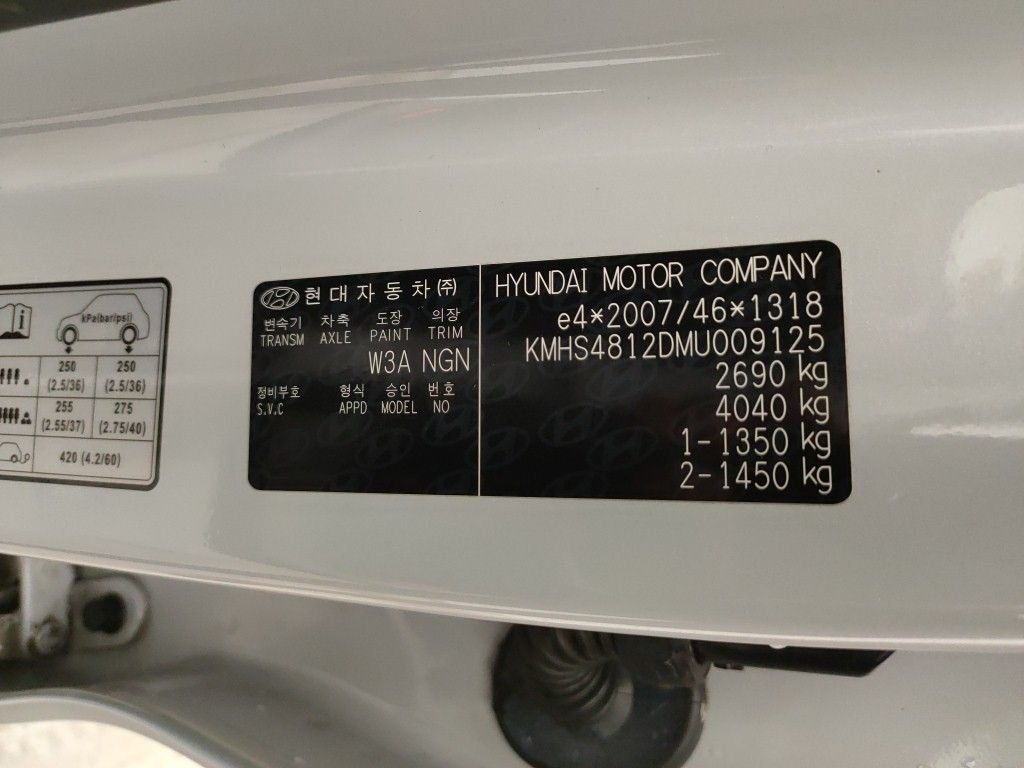 kPa(bar/psi)
250 250
(2.5/36) (2.5/36)
255 275
(2.55/37) (2.75/40)
420 (4.2/60)
현대자동차㈜
변속기 차축 도장 의장
TRANSM AXLE PAINT TRIM
W3A NGN
정비부호 형식 승인 번호
S.V.C APPD MODEL NO
HYUNDAI MOTOR COMPANY
e4*2007/46*1318
KMHS4812DMU009125
2690 kg
4040 kg
1-1350 kg
2-1450 kg